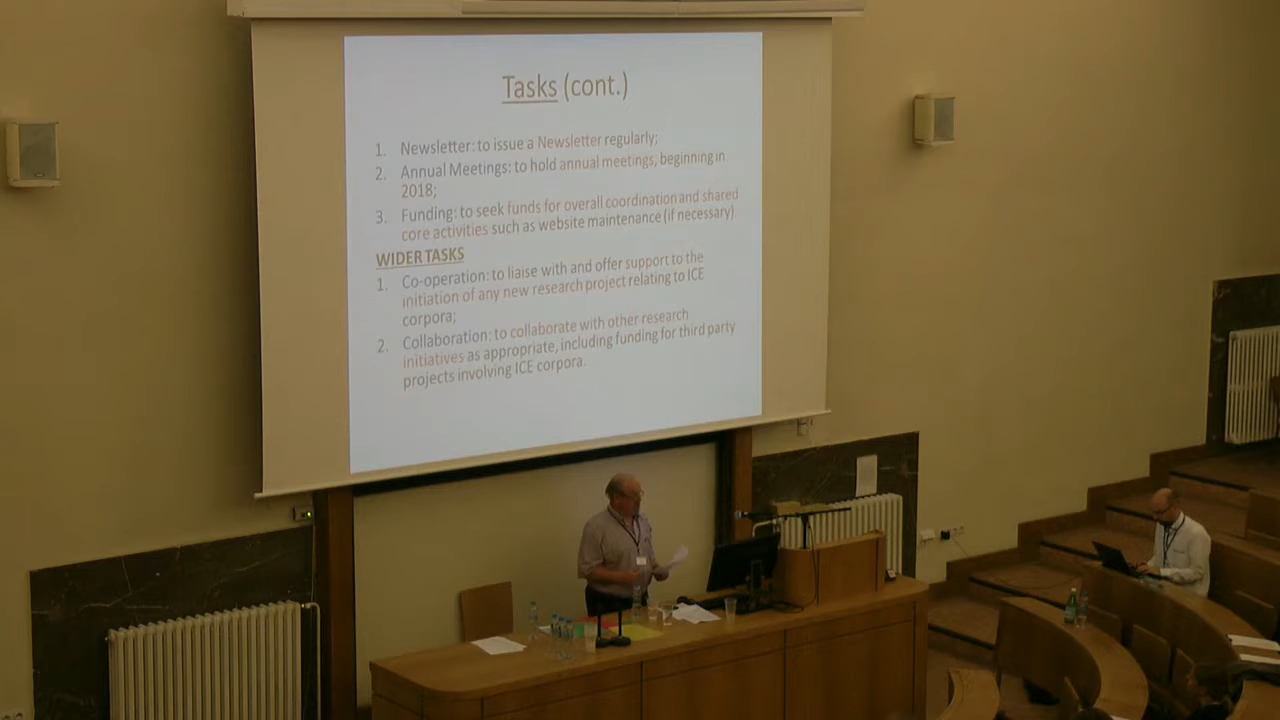 Tasks (cont.)
1. Newsletter: to issue a Newsletter regularly;
2. Annual Meetings: to hold annual meetings, beginning in
2018;
3. Funding: to seek funds for overall coordination and shared
core activities such as website maintenance (if necessary)
WIDER TASKS
1. Co-operation: to liaise with and offer support to the
initiation of any new research project relating to ICE
corpora;
2. Collaboration: to collaborate with other research
initiatives as appropriate, including funding for third party
projects involving ICE corpora.